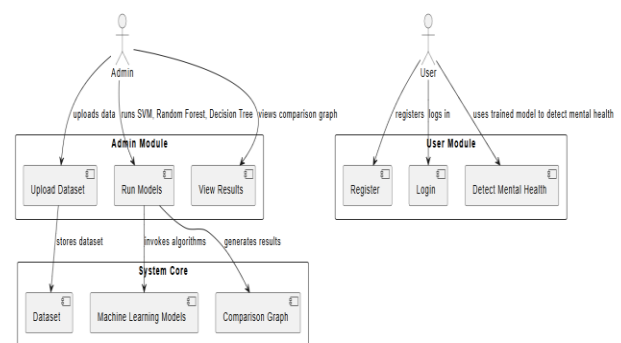 Admin
User
uploads data
runs SVM, Random Forest, Decision Tree
views comparison graph
registers
logs in
uses trained model to detect mental health
Admin Module
User Module
Upload Dataset
Run Models
View Results
Register
Login
Detect Mental Health
stores dataset
invokes algorithms
generates results
System Core
Dataset
Machine Learning Models
Comparison Graph